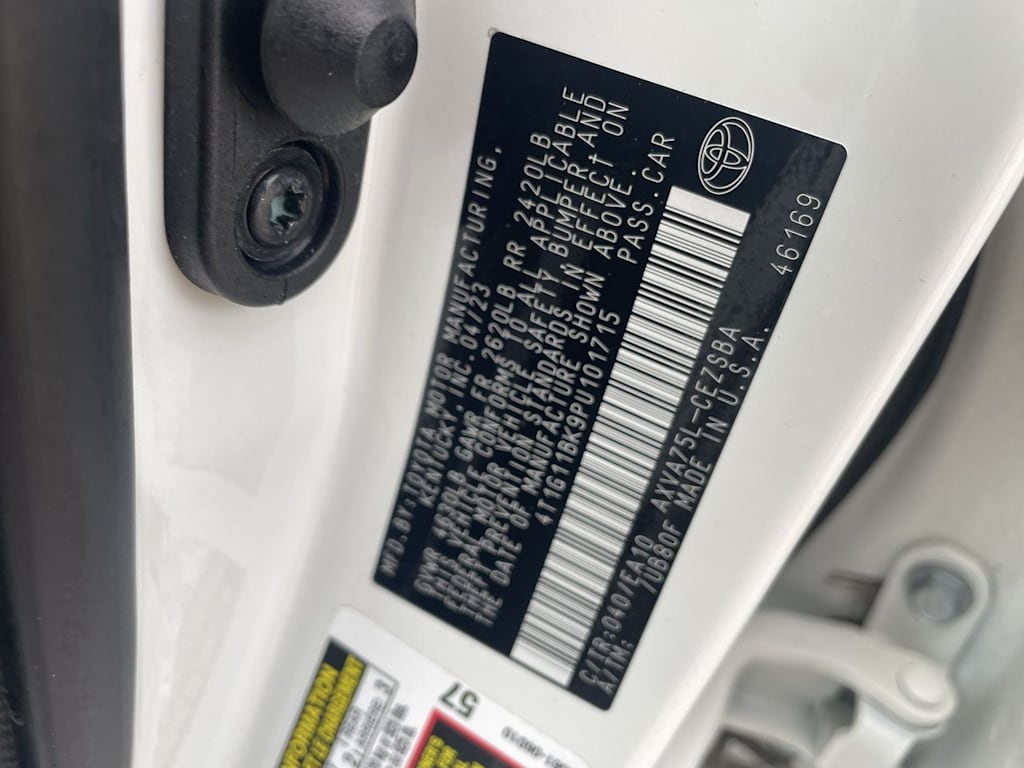 MFD.BY: TOYOTA MOTOR MANUFACTURING,
KENTUCKY, INC. 04/23
GVWR 4920LB GAWR FR 2620LB RR 2420LB
THIS VEHICLE CONFORMS TO ALL APPLICABLE
FEDERAL MOTOR VEHICLE SAFETY, BUMPER, AND
THEFT PREVENTION STANDARDS IN EFFECT ON
THE DATE OF MANUFACTURE SHOWN ABOVE.
4T1G11BK9PU101715 PASS.CAR
C/TR:040/EA10 AXVA75L-CEZSBA
A/TM: /UB80F MADE IN U.S.A. 46169
57